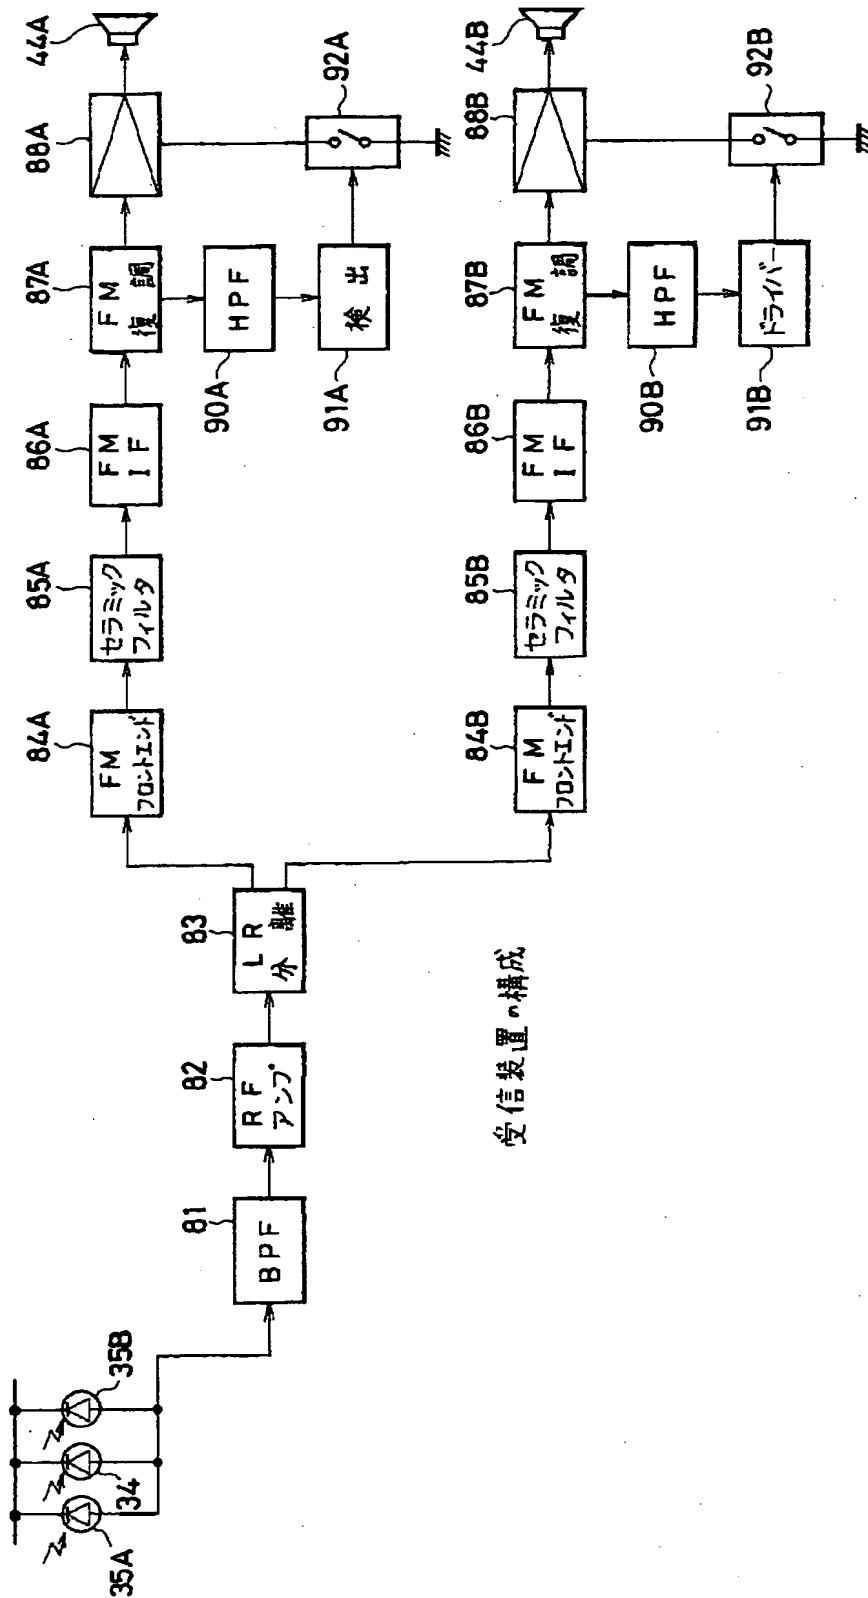 35A
34
35B
81
BPF
82
RF
アンプ
83
LR
分離
84A
FM
フロントエンド
85A
セラミック
フィルタ
86A
FM
IF
87A
FM
復調
88A
44A
90A
HPF
91A
検出
92A
84B
FM
フロントエンド
85B
セラミック
フィルタ
86B
FM
IF
87B
FM
復調
88B
44B
90B
HPF
91B
ドライバー
92B
受信装置の構成